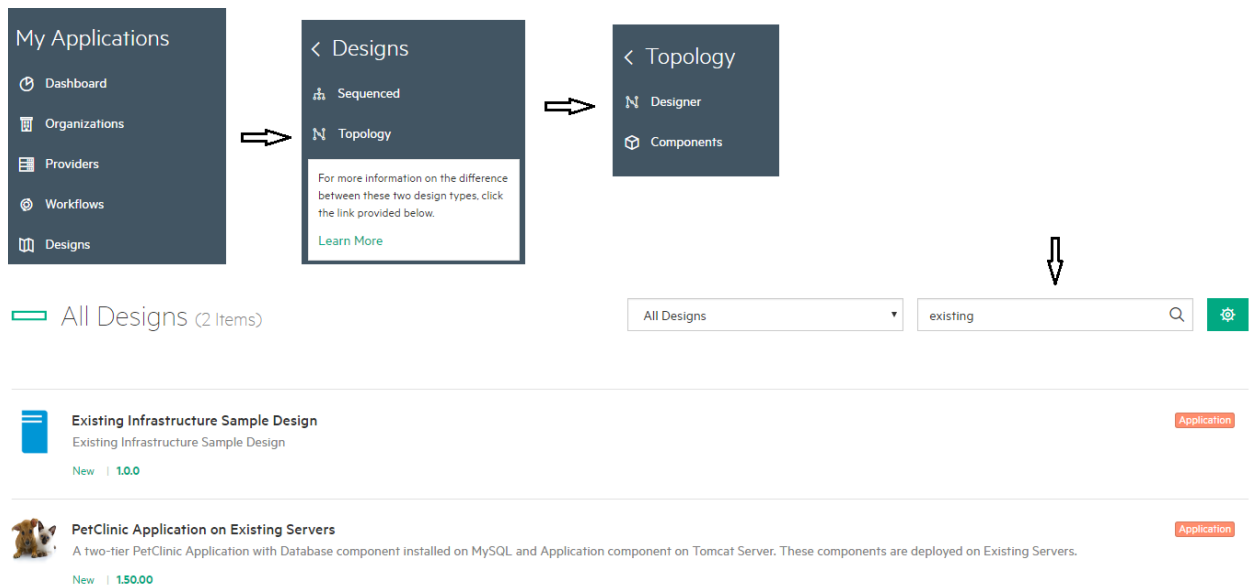 My Applications
Dashboard
Organizations
Providers
Workflows
Designs
Designs
Sequenced
Topology
For more information on the difference
between these two design types, click
the link provided below.
Learn More
Topology
Designer
Components
All Designs (2 Items)
All Designs
existing
Existing Infrastructure Sample Design
Application
Existing Infrastructure Sample Design
New | 1.0.0
PetClinic Application on Existing Servers
Application
A two-tier PetClinic Application with Database component installed on MySQL and Application component on Tomcat Server. These components are deployed on Existing Servers.
New | 1.50.00